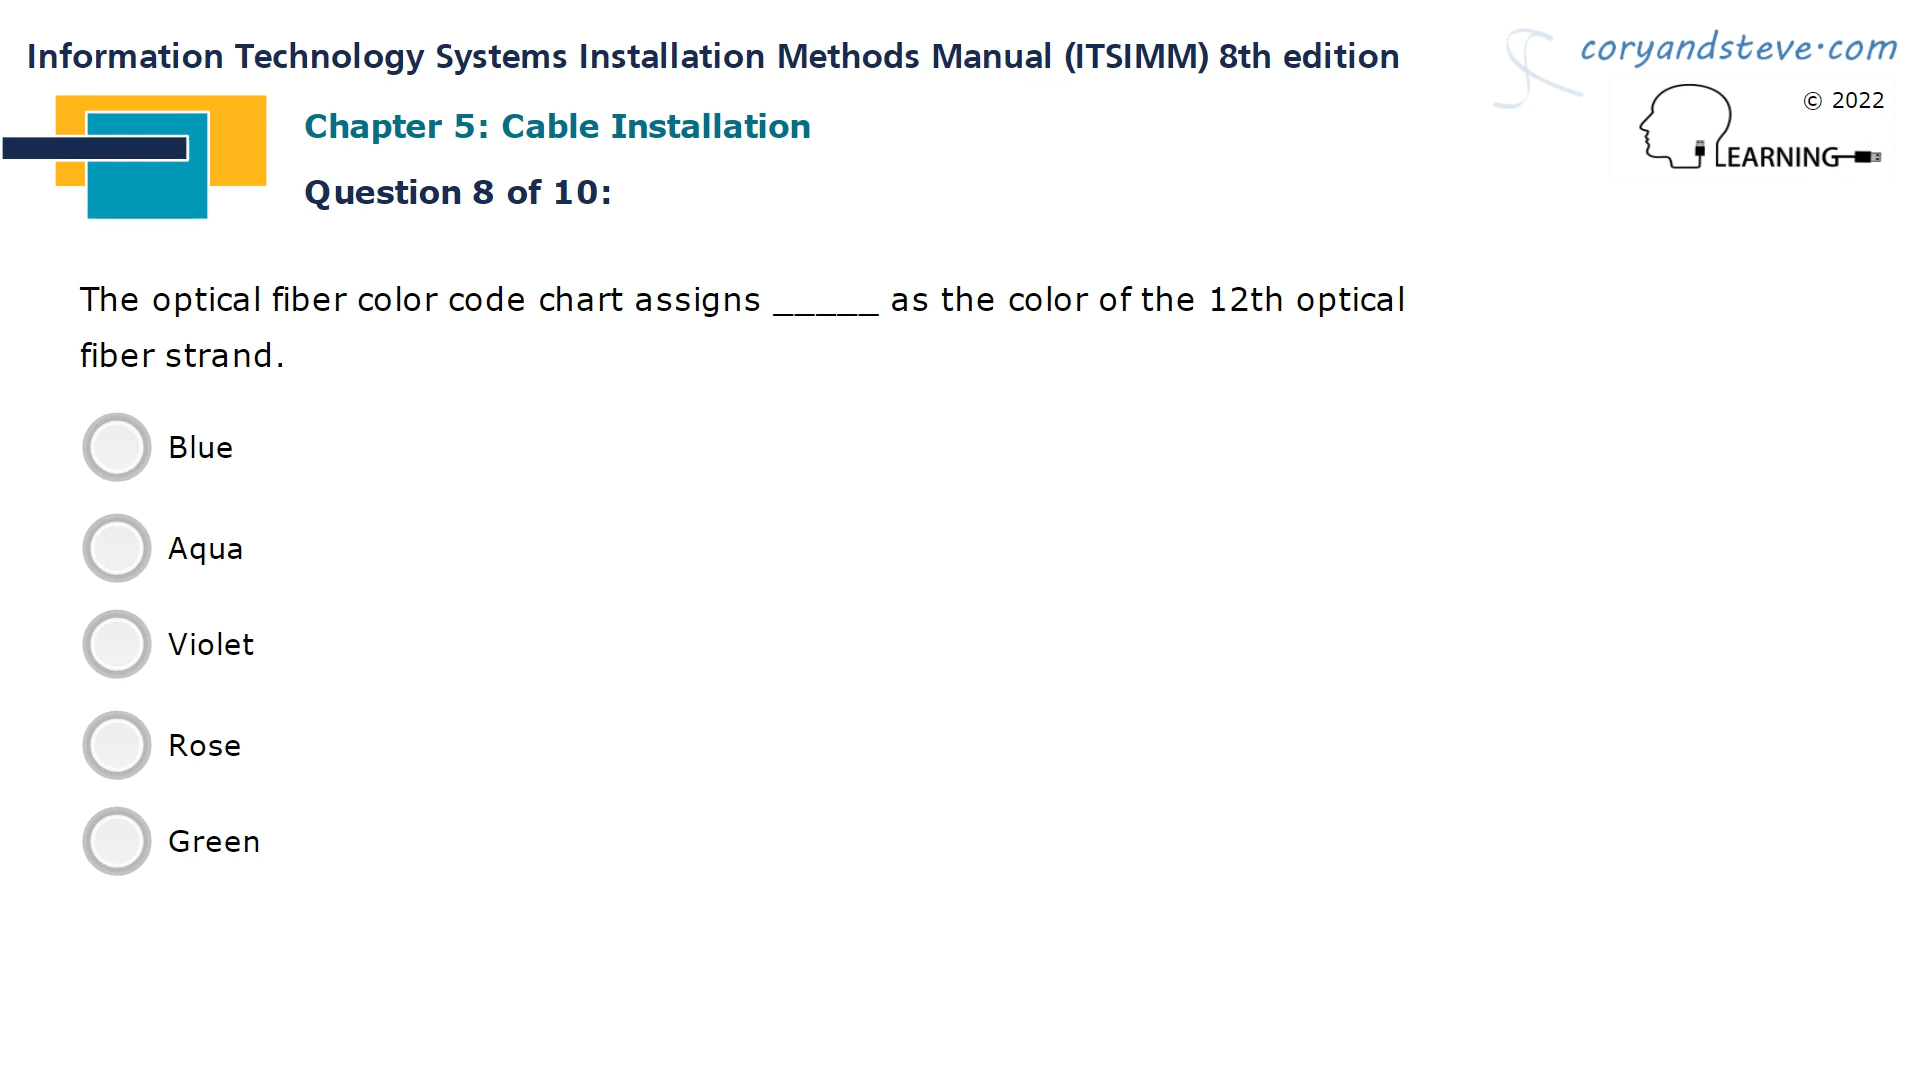 Information Technology Systems Installation Methods Manual (ITSIMM) 8th edition
coryandsteve.com
© 2022
LEARNING
Chapter 5: Cable Installation
Question 8 of 10:
The optical fiber color code chart assigns _____ as the color of the 12th optical
fiber strand.
Blue
Aqua
Violet
Rose
Green